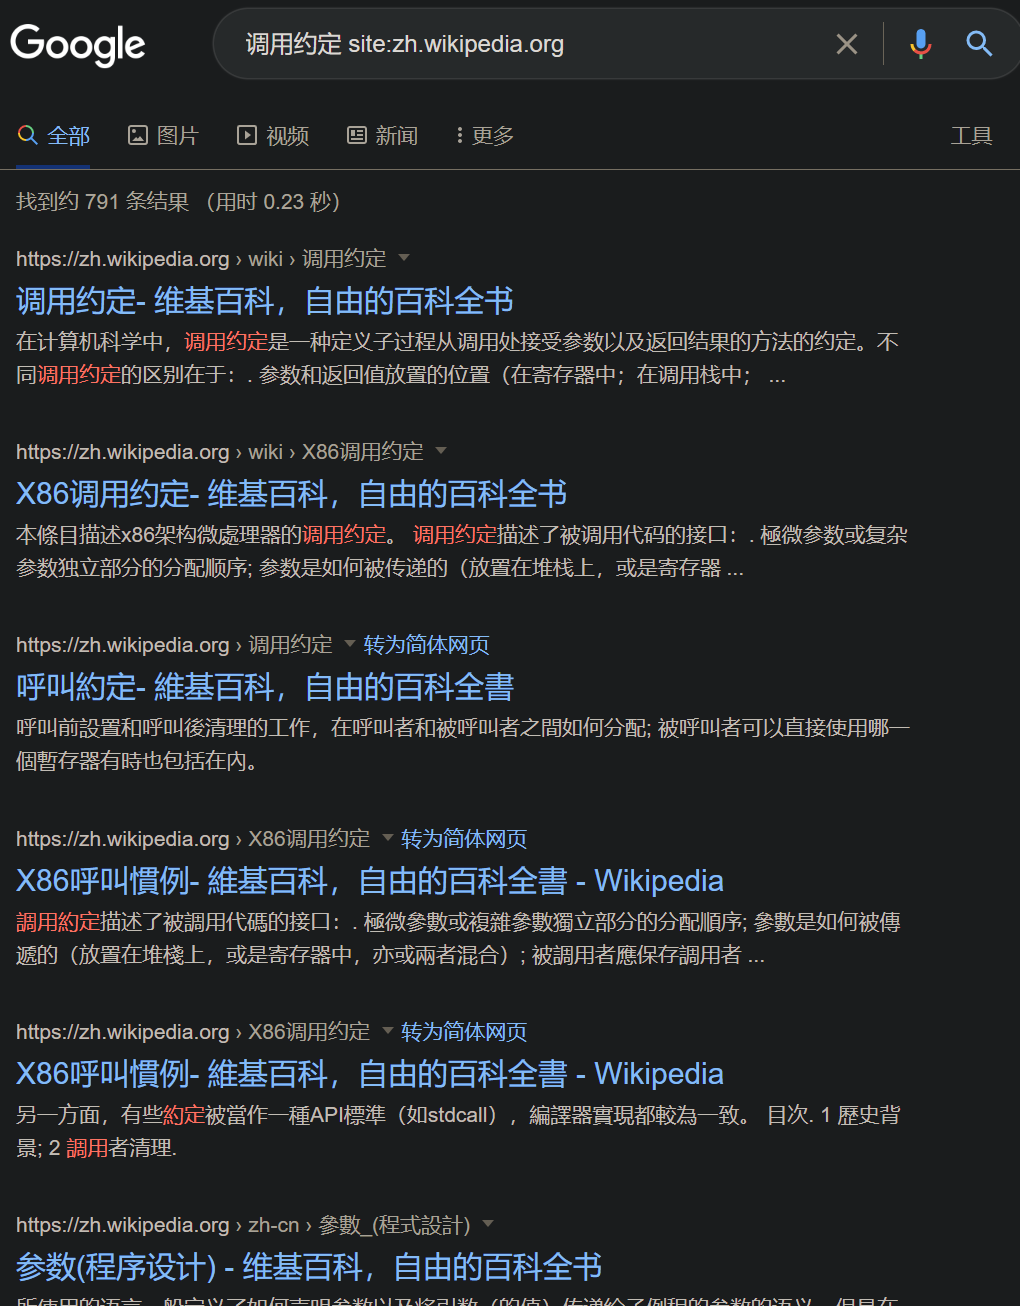 Google
调用约定 site:zh.wikipedia.org
全部 图片 视频 新闻 更多 工具
找到约 791 条结果 （用时 0.23 秒）
https://zh.wikipedia.org › wiki › 调用约定
调用约定- 维基百科，自由的百科全书
在计算机科学中，调用约定是一种定义子过程从调用处接受参数以及返回结果的方法的约定。不
同调用约定的区别在于：. 参数和返回值放置的位置（在寄存器中；在调用栈中； ...
https://zh.wikipedia.org › wiki › X86调用约定
X86调用约定- 维基百科，自由的百科全书
本條目描述x86架构微處理器的调用约定。 调用约定描述了被调用代码的接口：. 極微参数或复杂
参数独立部分的分配顺序; 参数是如何被传递的（放置在堆栈上，或是寄存器 ...
https://zh.wikipedia.org › 调用约定 转为简体网页
呼叫約定- 維基百科，自由的百科全書
呼叫前設置和呼叫後清理的工作，在呼叫者和被呼叫者之間如何分配; 被呼叫者可以直接使用哪一
個暫存器有時也包括在內。
https://zh.wikipedia.org › X86调用约定 转为简体网页
X86呼叫慣例- 維基百科，自由的百科全書 - Wikipedia
調用約定描述了被調用代碼的接口：. 極微參數或複雜參數獨立部分的分配順序; 參數是如何被傳
遞的（放置在堆棧上，或是寄存器中，亦或兩者混合）; 被調用者應保存調用者 ...
https://zh.wikipedia.org › X86调用约定 转为简体网页
X86呼叫慣例- 維基百科，自由的百科全書 - Wikipedia
另一方面，有些約定被當作一種API標準（如stdcall），編譯器實現都較為一致。 目次. 1 歷史背
景; 2 調用者清理.
https://zh.wikipedia.org › zh-cn › 參數_(程式設計)
参数(程序设计) - 维基百科，自由的百科全书